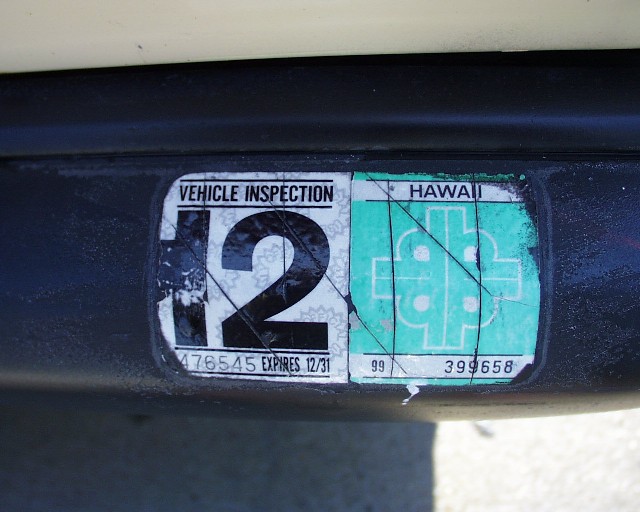 VEHICLE INSPECTION
12
476545 EXPIRES 12/31
HAWAII
99 399658